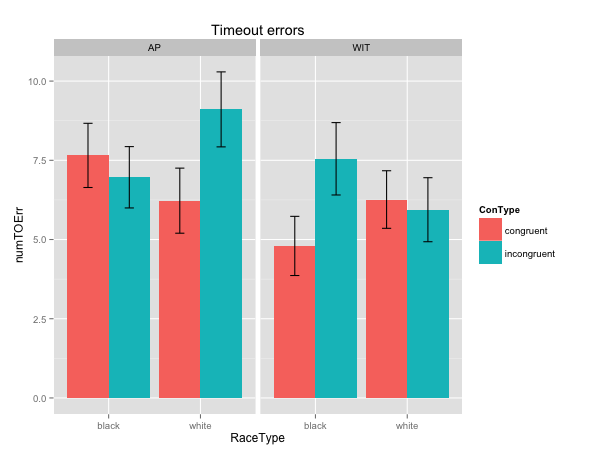 Timeout errors
AP
WIT
numTOErr
10.0
7.5
5.0
2.5
0.0
black
white
black
white
RaceType
ConType
congruent
incongruent